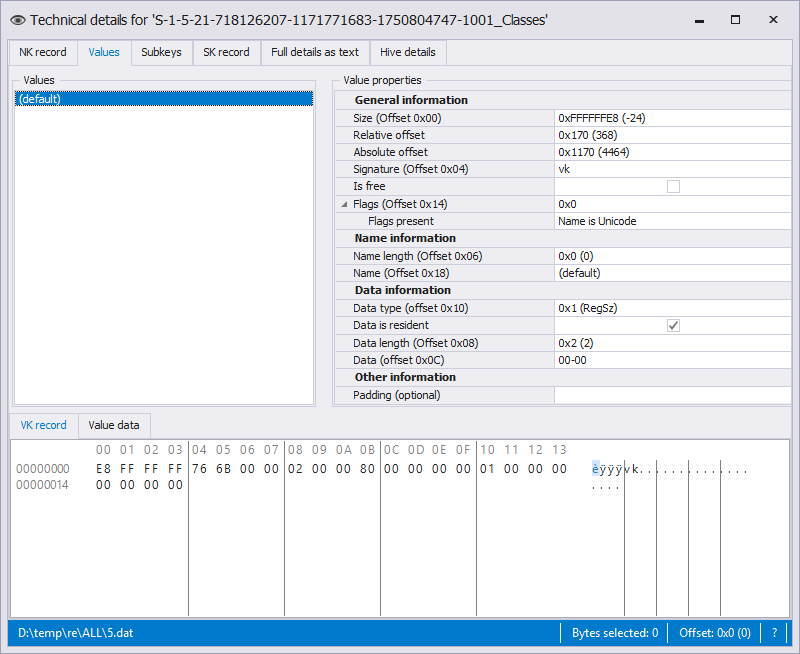 Technical details for 'S-1-5-21-718126207-1171771683-1750804747-1001_Classes'
NK record Values Subkeys SK record Full details as text Hive details
Values
(default)
Value properties
General information
Size (Offset 0x00) 0xFFFFFFE8 (-24)
Relative offset 0x170 (368)
Absolute offset 0x1170 (4464)
Signature (Offset 0x04) vk
Is free
Flags (Offset 0x14) 0x0
Flags present Name is Unicode
Name information
Name length (Offset 0x06) 0x0 (0)
Name (Offset 0x18) (default)
Data information
Data type (offset 0x10) 0x1 (RegSz)
Data is resident
Data length (Offset 0x08) 0x2 (2)
Data (offset 0x0C) 00-00
Other information
Padding (optional)
VK record Value data
00 01 02 03 04 05 06 07 08 09 0A 0B 0C 0D 0E 0F 10 11 12 13
00000000 E8 FF FF FF 76 6B 00 00 02 00 00 80 00 00 00 00 01 00 00 00 èÿÿÿvk..............
00000014 00 00 00 00 ....
D:\temp\re\ALL\5.dat Bytes selected: 0 Offset: 0x0 (0) ?